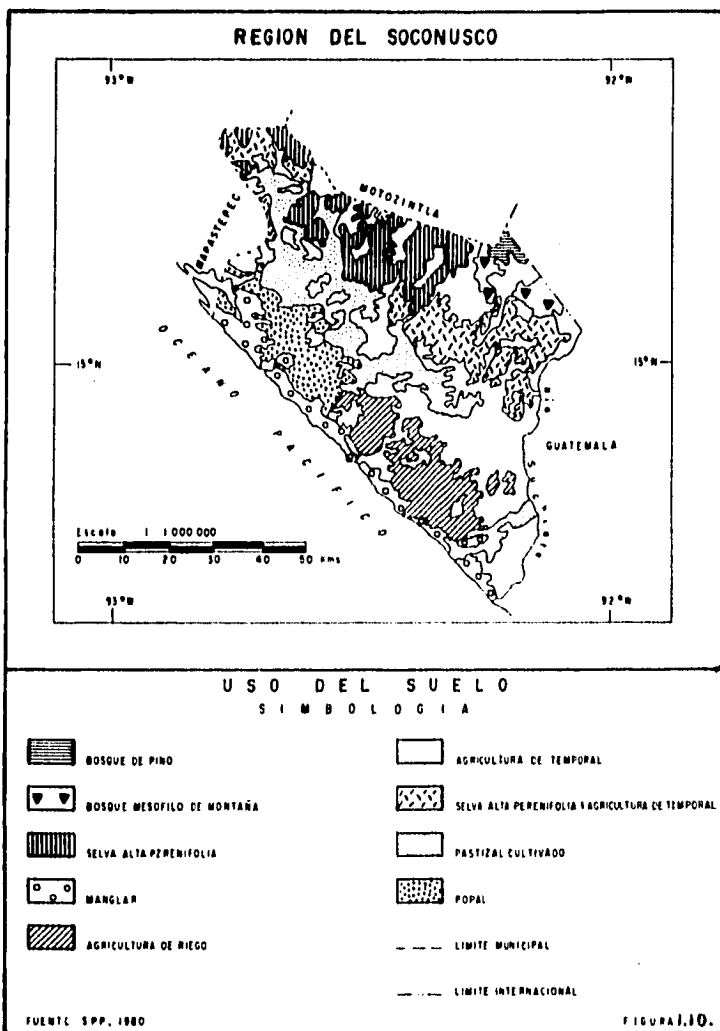 REGION DEL SOCONUSCO
93°W
92°W
MOTOZINTLA
MAPASTEPEC
15°N
15°N
OCEANO PACIFICO
RIO SUCHIATE
GUATEMALA
Escala 1 1 000 000
0 10 20 30 40 50 Kms
93°W
92°W
USO DEL SUELO
SIMBOLOGIA
BOSQUE DE PINO
AGRICULTURA DE TEMPORAL
BOSQUE MESOFILO DE MONTAÑA
SELVA ALTA PERENIFOLIA Y AGRICULTURA DE TEMPORAL
SELVA ALTA PERENIFOLIA
PASTIZAL CULTIVADO
MANGLAR
POPAL
AGRICULTURA DE RIEGO
LIMITE MUNICIPAL
LIMITE INTERNACIONAL
FUENTE SPP, 1980
FIGURA 1.10.